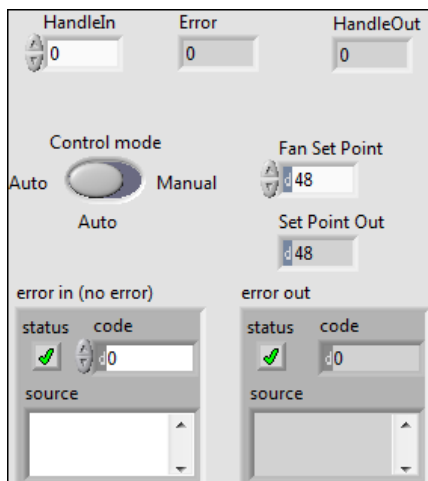 HandleIn Error HandleOut
0 0 0
Control mode
Auto Manual
Auto
Fan Set Point
d 48
Set Point Out
d 48
error in (no error) error out
status code status code
d 0 d 0
source source